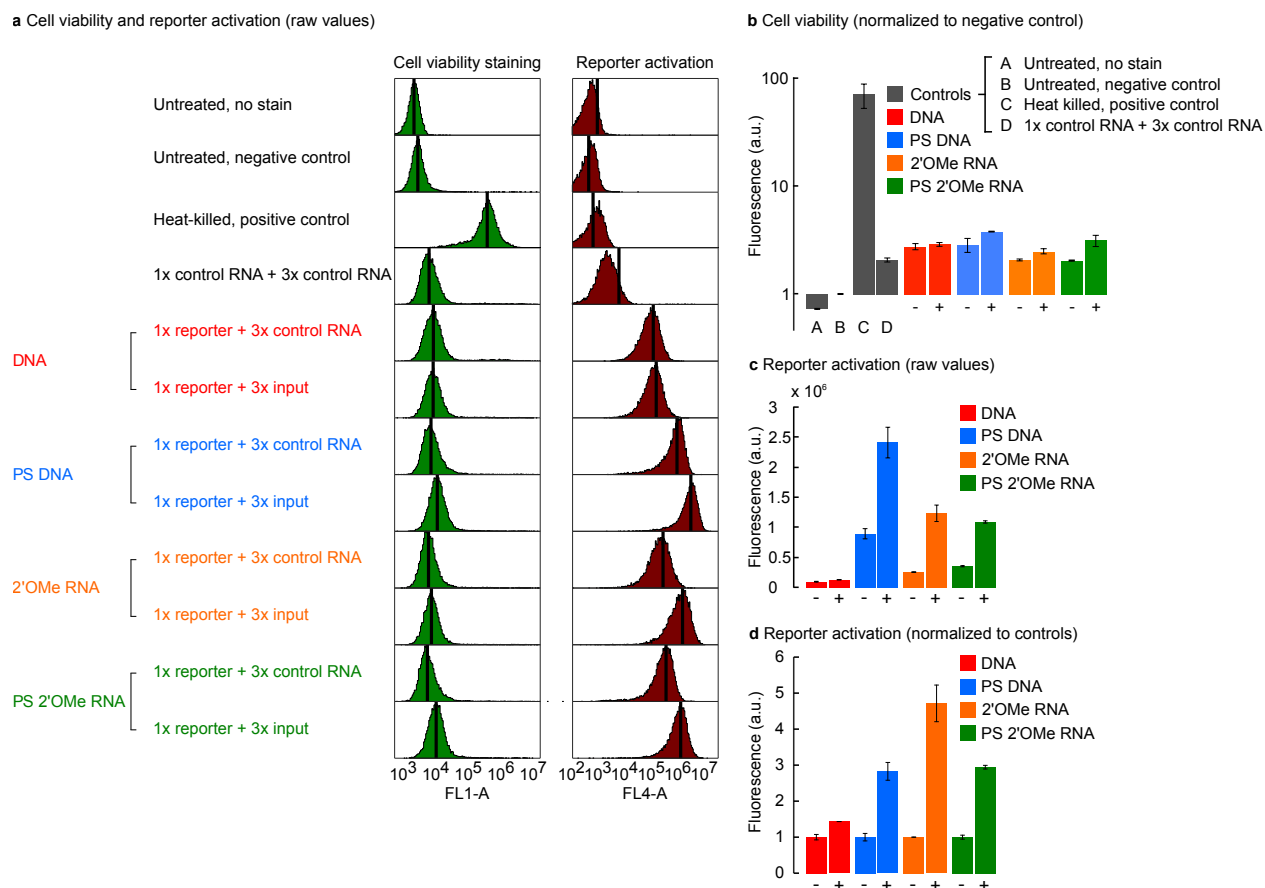 a Cell viability and reporter activation (raw values)
Cell viability staining
Reporter activation
Untreated, no stain
Untreated, negative control
Heat-killed, positive control
1x control RNA + 3x control RNA
DNA
1x reporter + 3x control RNA
1x reporter + 3x input
PS DNA
1x reporter + 3x control RNA
1x reporter + 3x input
2'OMe RNA
1x reporter + 3x control RNA
1x reporter + 3x input
PS 2'OMe RNA
1x reporter + 3x control RNA
1x reporter + 3x input
10³ 10⁴ 10⁵ 10⁶ 10⁷
FL1-A
10² 10³ 10⁴ 10⁵ 10⁶ 10⁷
FL4-A
b Cell viability (normalized to negative control)
Fluorescence (a.u.)
100
10
1
Controls
DNA
PS DNA
2'OMe RNA
PS 2'OMe RNA
A Untreated, no stain
B Untreated, negative control
C Heat killed, positive control
D 1x control RNA + 3x control RNA
A B C D
- + - + - + - +
c Reporter activation (raw values)
x 10⁶
Fluorescence (a.u.)
3
2.5
2
1.5
1
0.5
0
DNA
PS DNA
2'OMe RNA
PS 2'OMe RNA
- + - + - + - +
d Reporter activation (normalized to controls)
Fluorescence (a.u.)
6
5
4
3
2
1
0
DNA
PS DNA
2'OMe RNA
PS 2'OMe RNA
- + - + - + - +